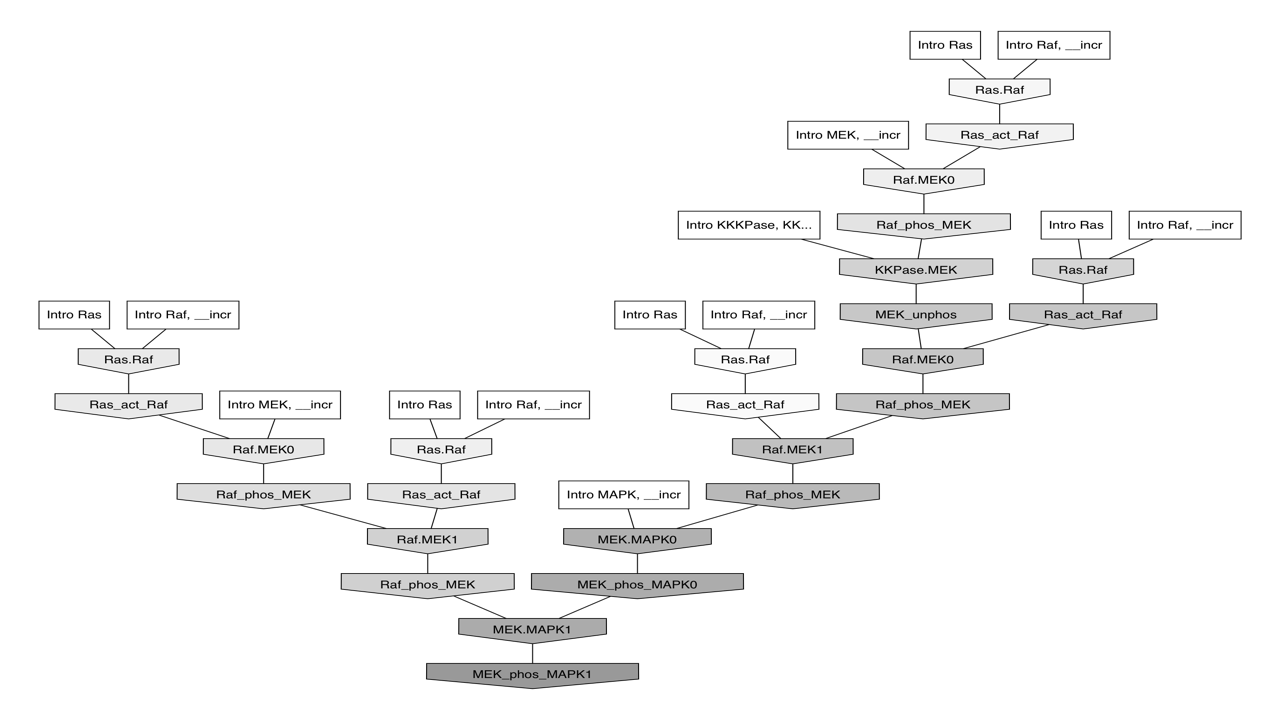 Intro Ras
Intro Raf, __incr
Ras.Raf
Intro MEK, __incr
Ras_act_Raf
Raf.MEK0
Intro KKKPase, KK...
Raf_phos_MEK
Intro Ras
Intro Raf, __incr
KKPase.MEK
Ras.Raf
Intro Ras
Intro Raf, __incr
Intro Ras
Intro Raf, __incr
MEK_unphos
Ras_act_Raf
Ras.Raf
Ras.Raf
Raf.MEK0
Ras_act_Raf
Intro MEK, __incr
Intro Ras
Intro Raf, __incr
Ras_act_Raf
Raf_phos_MEK
Raf.MEK0
Ras.Raf
Raf.MEK1
Raf_phos_MEK
Ras_act_Raf
Intro MAPK, __incr
Raf_phos_MEK
Raf.MEK1
MEK.MAPK0
Raf_phos_MEK
MEK_phos_MAPK0
MEK.MAPK1
MEK_phos_MAPK1